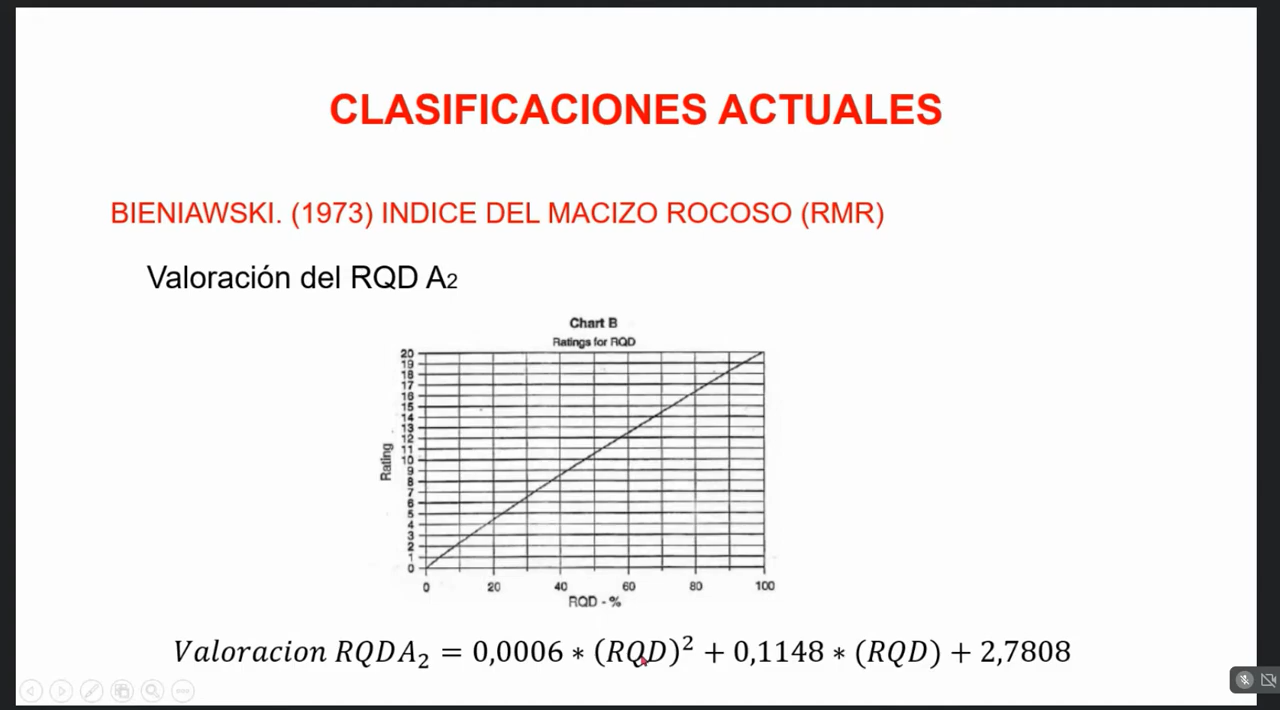 CLASIFICACIONES ACTUALES
BIENIAWSKI. (1973) INDICE DEL MACIZO ROCOSO (RMR)
Valoración del RQD A₂
Chart B
Ratings for RQD
Rating
20
19
18
17
16
15
14
13
12
11
10
9
8
7
6
5
4
3
2
1
0
0 20 40 60 80 100
RQD - %
Valoracion RQDA₂ = 0,0006 ∗ (RQD)² + 0,1148 ∗ (RQD) + 2,7808